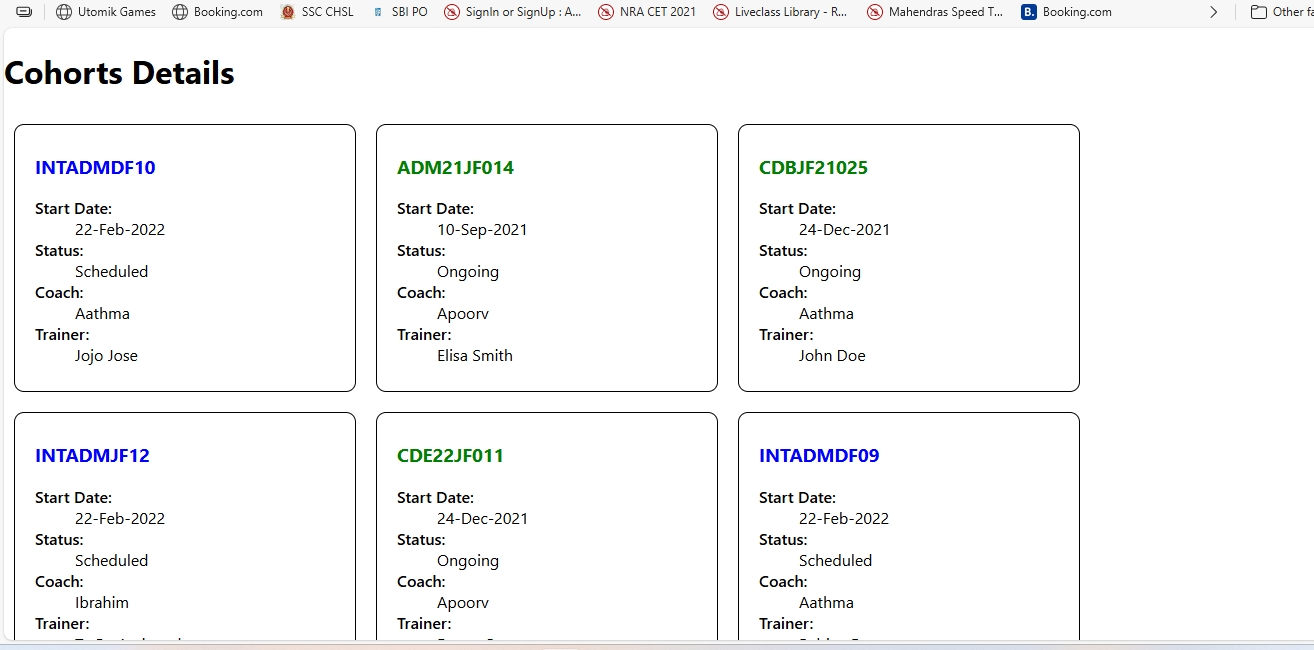 Utomik Games Booking.com SSC CHSL SBI PO SignIn or SignUp : A... NRA CET 2021 Liveclass Library - R... Mahendras Speed T... B. Booking.com Other
Cohorts Details
INTADMDF10
Start Date:
22-Feb-2022
Status:
Scheduled
Coach:
Aathma
Trainer:
Jojo Jose
ADM21JF014
Start Date:
10-Sep-2021
Status:
Ongoing
Coach:
Apoorv
Trainer:
Elisa Smith
CDBJF21025
Start Date:
24-Dec-2021
Status:
Ongoing
Coach:
Aathma
Trainer:
John Doe
INTADMJF12
Start Date:
22-Feb-2022
Status:
Scheduled
Coach:
Ibrahim
Trainer:
CDE22JF011
Start Date:
24-Dec-2021
Status:
Ongoing
Coach:
Apoorv
Trainer:
INTADMDF09
Start Date:
22-Feb-2022
Status:
Scheduled
Coach:
Aathma
Trainer: